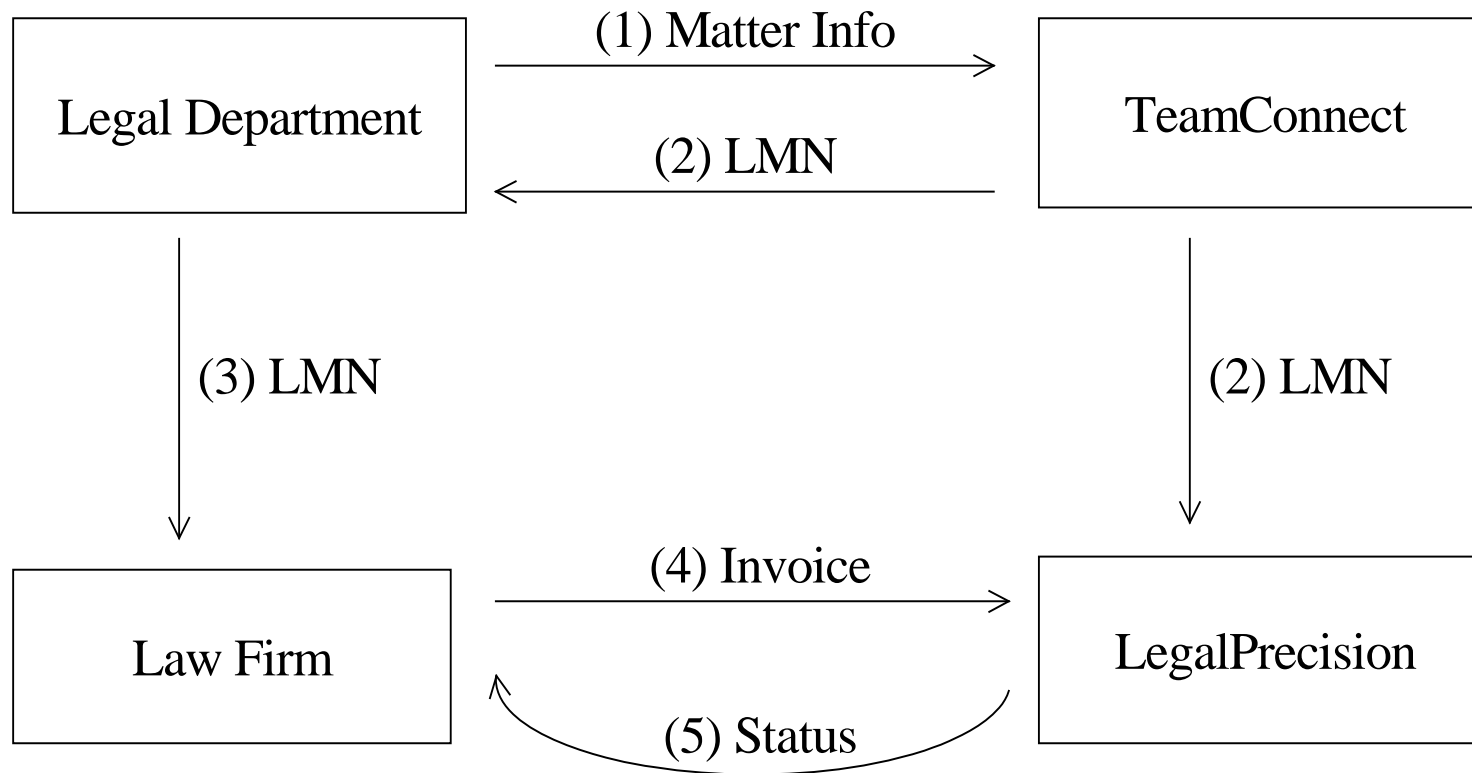 (1) Matter Info
Legal Department
TeamConnect
(2) LMN
(3) LMN
(2) LMN
(4) Invoice
Law Firm
LegalPrecision
(5) Status